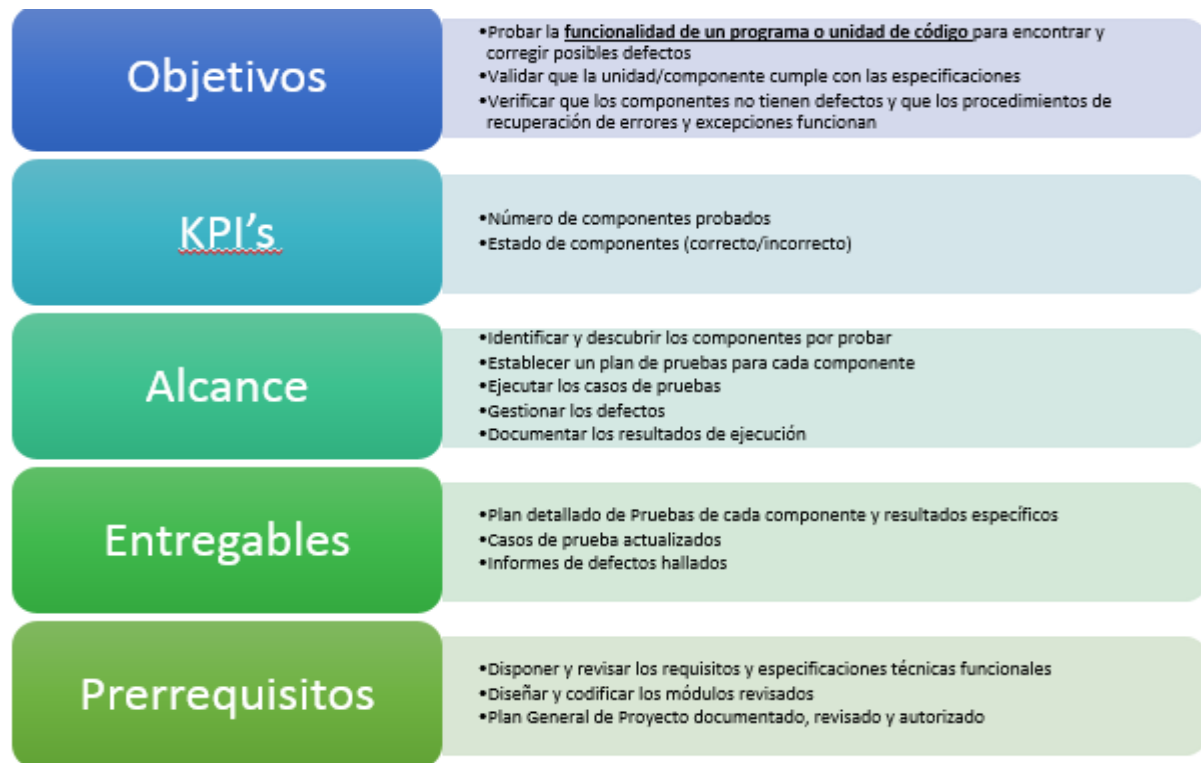 Objetivos
•Probar la funcionalidad de un programa o unidad de código para encontrar y
corregir posibles defectos
•Validar que la unidad/componente cumple con las especificaciones
•Verificar que los componentes no tienen defectos y que los procedimientos de
recuperación de errores y excepciones funcionan
KPI’s
•Número de componentes probados
•Estado de componentes (correcto/incorrecto)
Alcance
•Identificar y descubrir los componentes por probar
•Establecer un plan de pruebas para cada componente
•Ejecutar los casos de pruebas
•Gestionar los defectos
•Documentar los resultados de ejecución
Entregables
•Plan detallado de Pruebas de cada componente y resultados específicos
•Casos de prueba actualizados
•Informes de defectos hallados
Prerrequisitos
•Disponer y revisar los requisitos y especificaciones técnicas funcionales
•Diseñar y codificar los módulos revisados
•Plan General de Proyecto documentado, revisado y autorizado